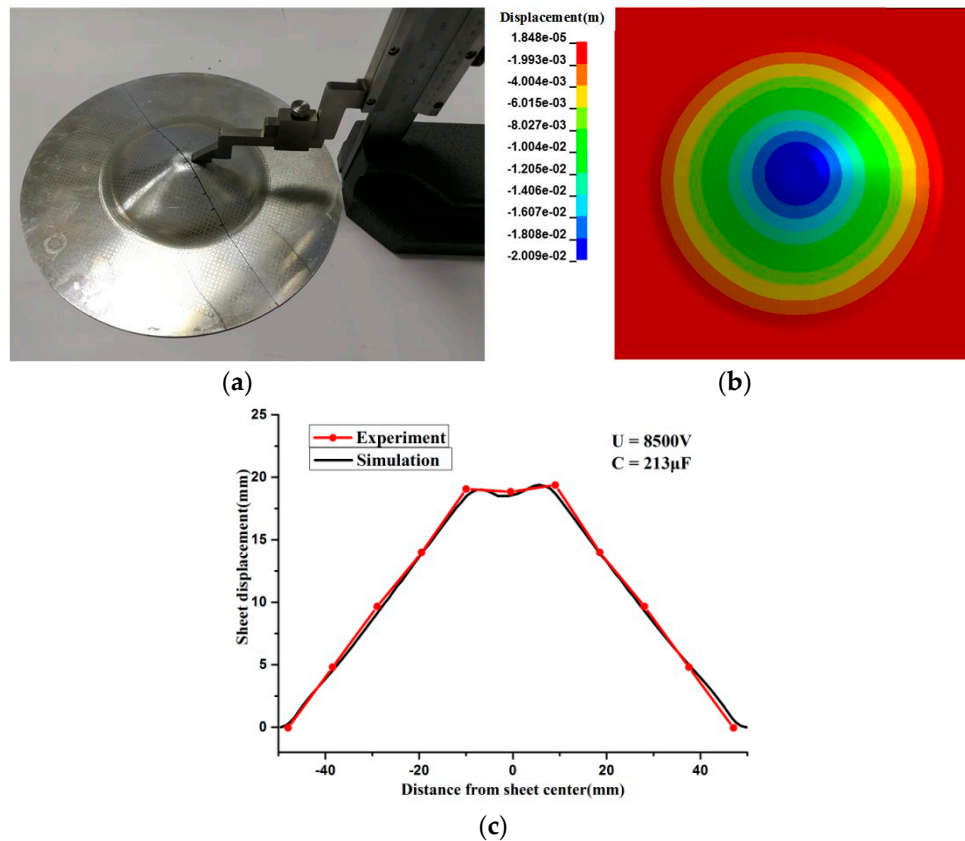 Displacement(m)
1.848e-05
-1.993e-03
-4.004e-03
-6.015e-03
-8.027e-03
-1.004e-02
-1.205e-02
-1.406e-02
-1.607e-02
-1.808e-02
-2.009e-02
(a)
(b)
25
20
15
10
5
0
Sheet displacement(mm)
Experiment
Simulation
U = 8500V
C = 213μF
-40
-20
0
20
40
Distance from sheet center(mm)
(c)